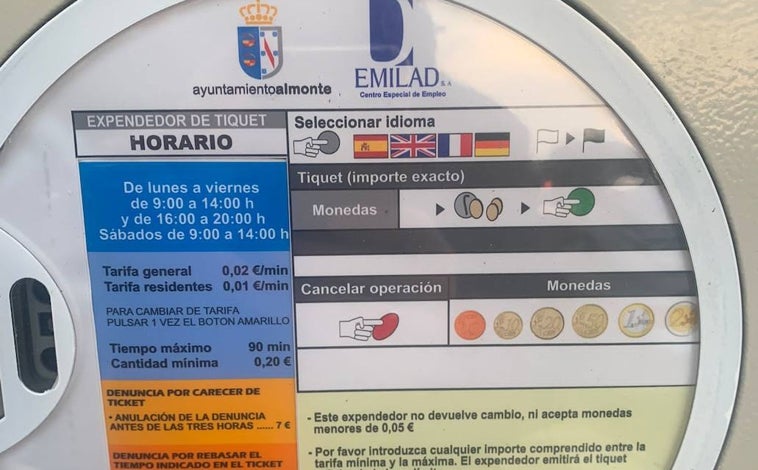 ayuntamientoalmonte
EMILAD S.A
Centro Especial de Empleo
EXPENDEDOR DE TIQUET
HORARIO
De lunes a viernes
de 9:00 a 14:00 h
y de 16:00 a 20:00 h
Sábados de 9:00 a 14:00 h
Tarifa general 0,02 €/min
Tarifa residentes 0,01 €/min
PARA CAMBIAR DE TARIFA
PULSAR 1 VEZ EL BOTON AMARILLO
Tiempo máximo 90 min
Cantidad mínima 0,20 €
DENUNCIA POR CARECER DE
TICKET
· ANULACIÓN DE LA DENUNCIA
ANTES DE LAS TRES HORAS ...... 7 €
DENUNCIA POR REBASAR EL
TIEMPO INDICADO EN EL TICKET
Seleccionar idioma
Tiquet (importe exacto)
Monedas
Cancelar operación
Monedas
- Este expendedor no devuelve cambio, ni acepta monedas
menores de 0,05 €
- Por favor introduzca cualquier importe comprendido entre la
tarifa mínima y la máxima. El expendedor emitirá el tiquet